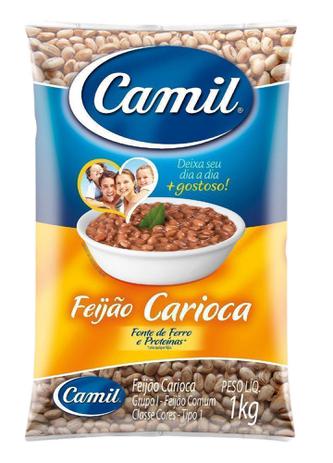 Camil®
Deixa seu
dia a dia
+gostoso!
Feijão Carioca
Fonte de Ferro
e Proteínas*
Camil®
Feijão Carioca
Grupo I - Feijão Comum
Classe Cores - Tipo 1
PESO LÍQ.
1kg